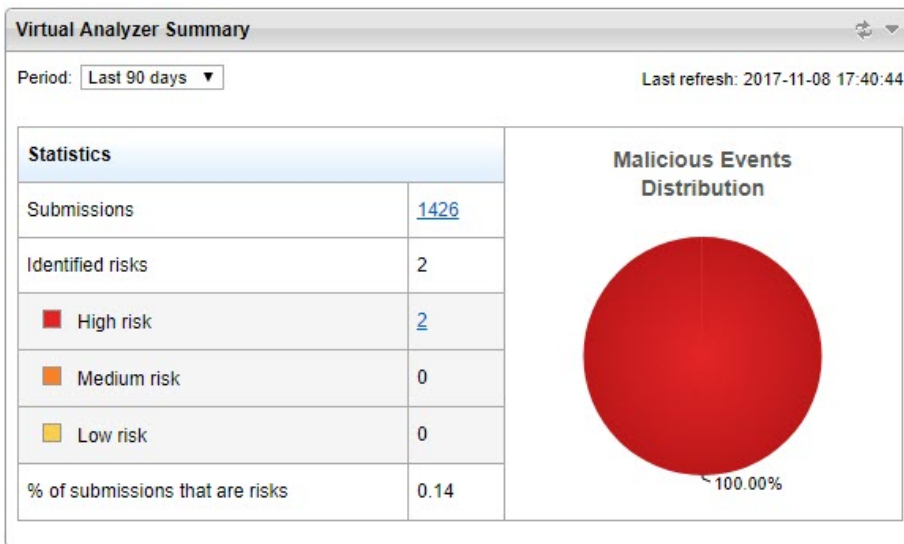 Virtual Analyzer Summary
Period: Last 90 days ▼
Last refresh: 2017-11-08 17:40:44
Statistics
Submissions 1426
Identified risks 2
High risk 2
Medium risk 0
Low risk 0
% of submissions that are risks 0.14
Malicious Events
Distribution
100.00%